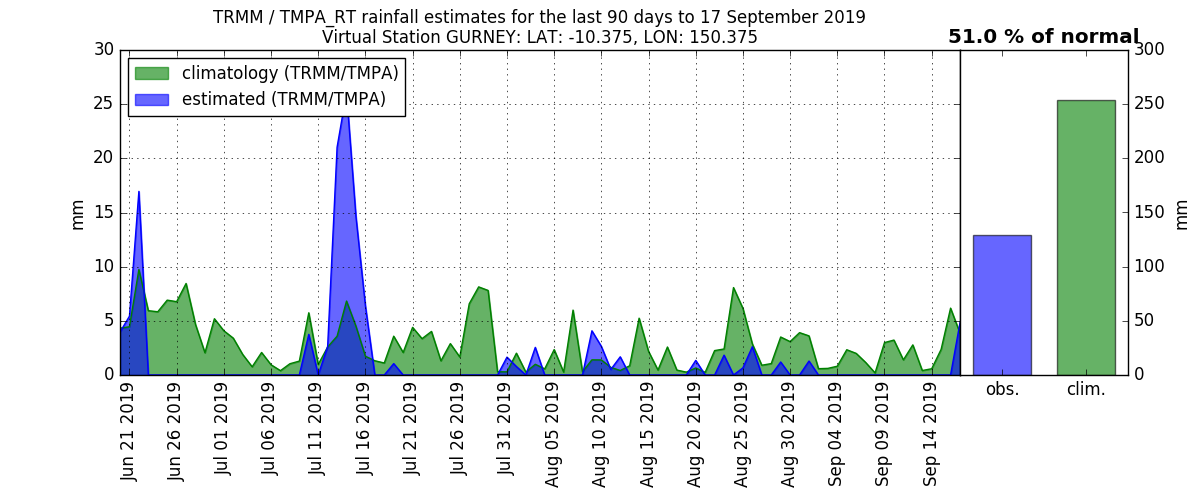 TRMM / TMPA_RT rainfall estimates for the last 90 days to 17 September 2019
Virtual Station GURNEY: LAT: -10.375, LON: 150.375
51.0 % of normal
climatology (TRMM/TMPA)
estimated (TRMM/TMPA)
30
25
20
15
10
5
0
mm
300
250
200
150
100
50
0
mm
Jun 21 2019
Jun 26 2019
Jul 01 2019
Jul 06 2019
Jul 11 2019
Jul 16 2019
Jul 21 2019
Jul 26 2019
Jul 31 2019
Aug 05 2019
Aug 10 2019
Aug 15 2019
Aug 20 2019
Aug 25 2019
Aug 30 2019
Sep 04 2019
Sep 09 2019
Sep 14 2019
obs.
clim.